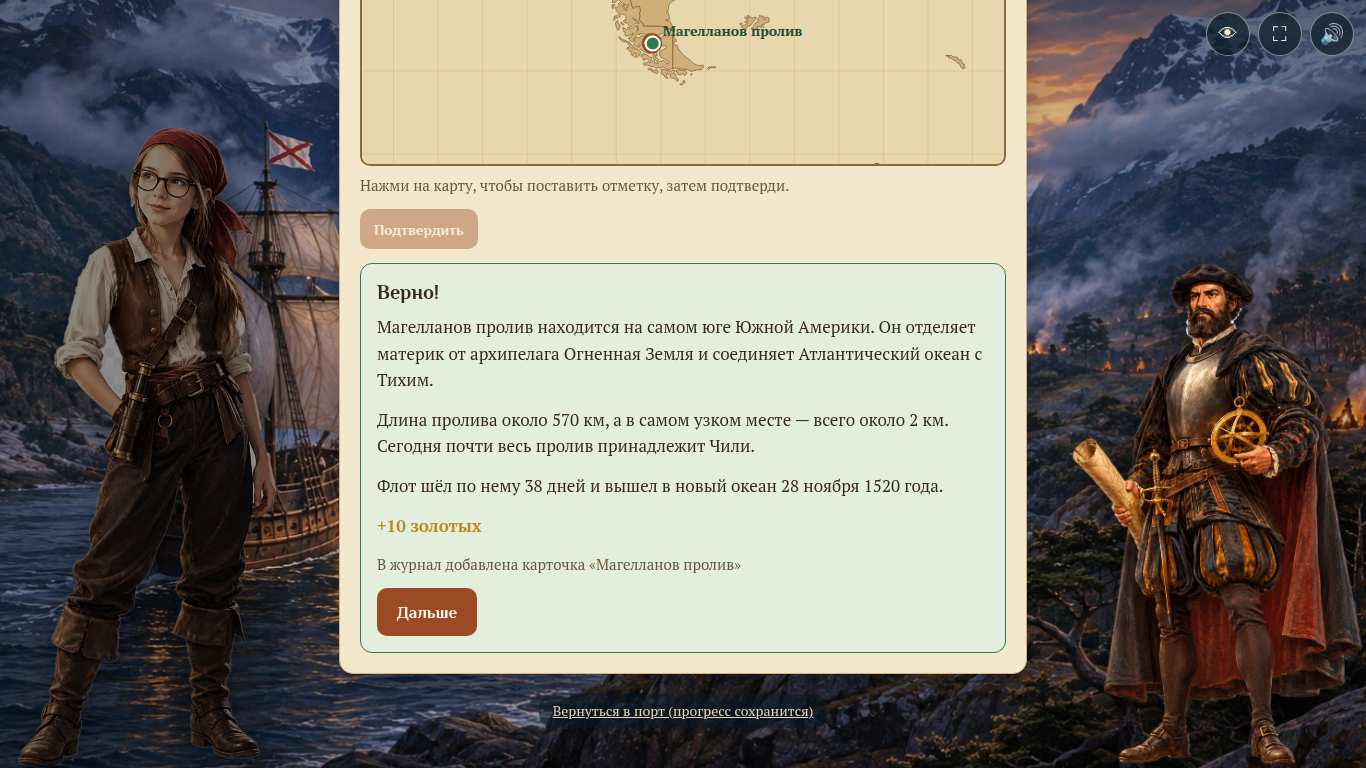 Магелланов пролив
Нажми на карту, чтобы поставить отметку, затем подтверди.
Подтвердить
Верно!
Магелланов пролив находится на самом юге Южной Америки. Он отделяет
материк от архипелага Огненная Земля и соединяет Атлантический океан с
Тихим.
Длина пролива около 570 км, а в самом узком месте — всего около 2 км.
Сегодня почти весь пролив принадлежит Чили.
Флот шёл по нему 38 дней и вышел в новый океан 28 ноября 1520 года.
+10 золотых
В журнал добавлена карточка «Магелланов пролив»
Дальше
Вернуться в порт (прогресс сохранится)